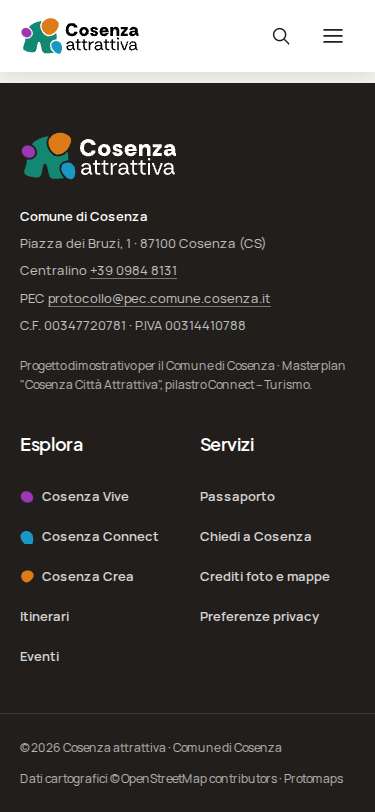 Cosenza
attrattiva
Cosenza
attrattiva
Comune di Cosenza
Piazza dei Bruzi, 1 · 87100 Cosenza (CS)
Centralino +39 0984 8131
PEC protocollo@pec.comune.cosenza.it
C.F. 00347720781 · P.IVA 00314410788
Progetto dimostrativo per il Comune di Cosenza · Masterplan
"Cosenza Città Attrattiva", pilastro Connect – Turismo.
Esplora
Cosenza Vive
Cosenza Connect
Cosenza Crea
Itinerari
Eventi
Servizi
Passaporto
Chiedi a Cosenza
Crediti foto e mappe
Preferenze privacy
© 2026 Cosenza attrattiva · Comune di Cosenza
Dati cartografici © OpenStreetMap contributors · Protomaps